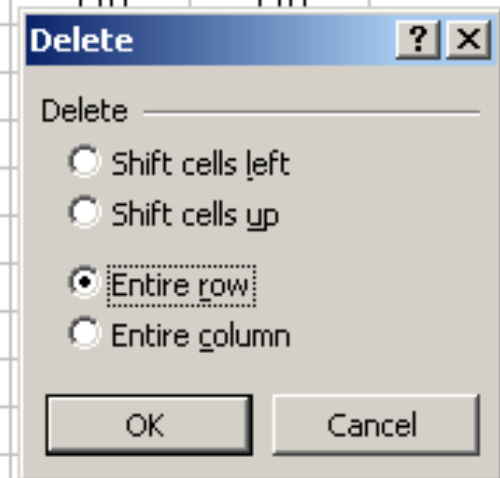 Delete
Delete
Shift cells left
Shift cells up
Entire row
Entire column
OK Cancel